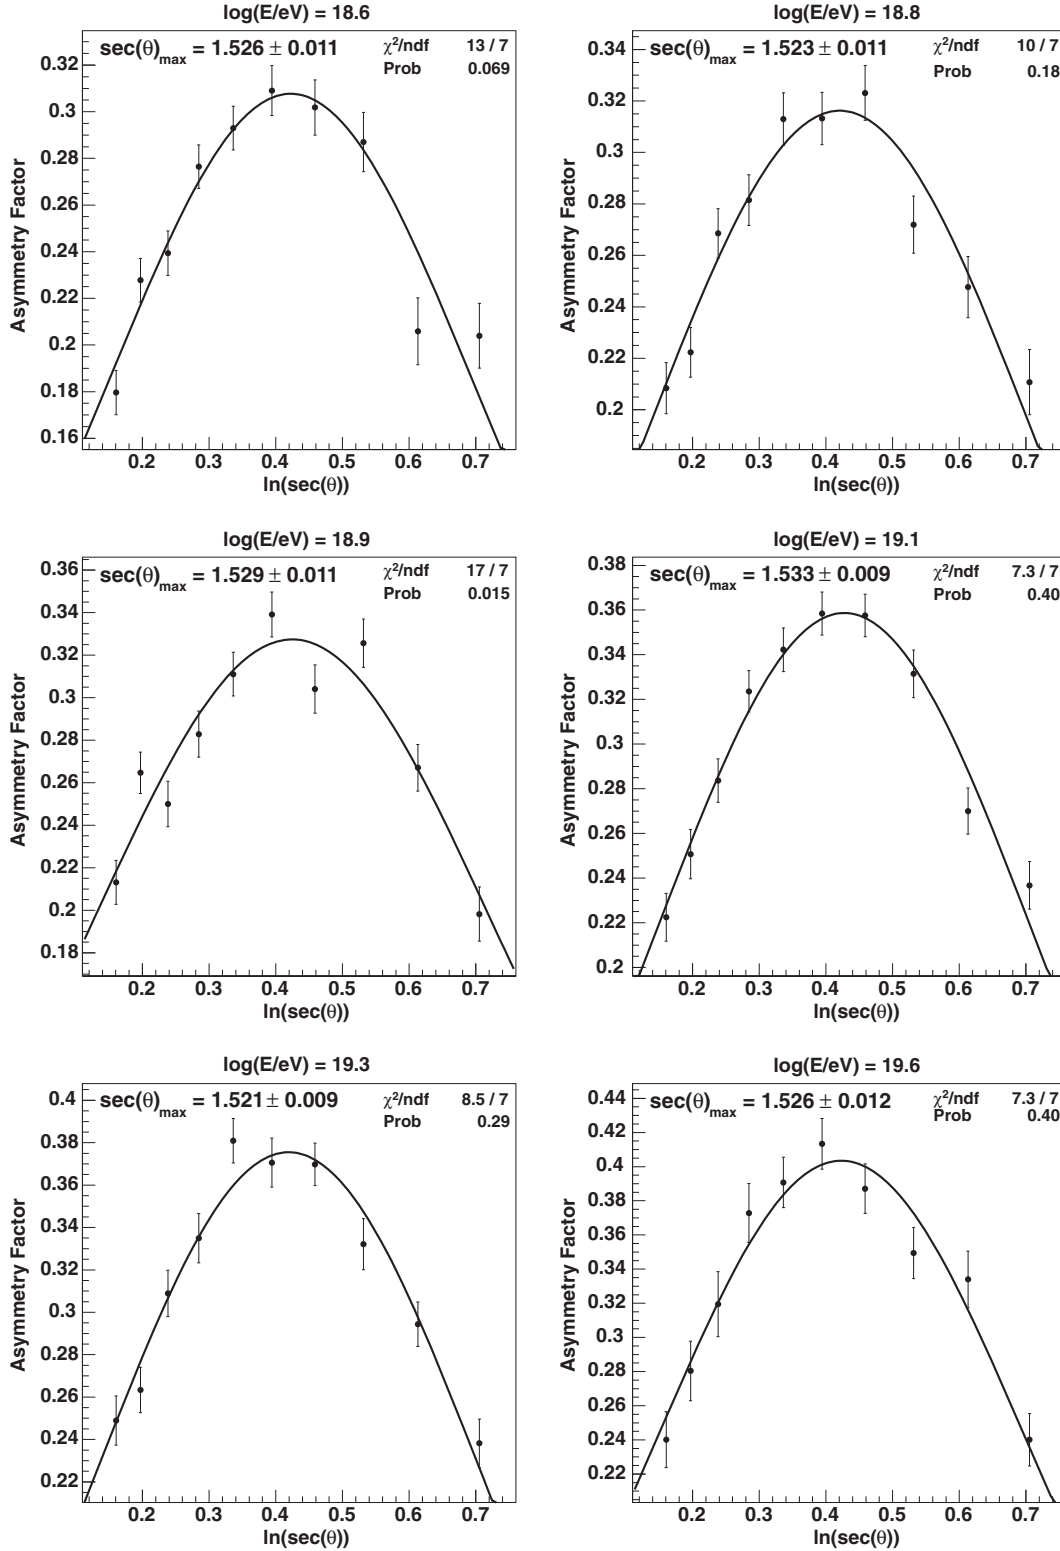 log(E/eV) = 18.6
sec(θ)max = 1.526 ± 0.011
χ²/ndf 13 / 7
Prob 0.069
Asymmetry Factor
0.32
0.3
0.28
0.26
0.24
0.22
0.2
0.18
0.16
0.2 0.3 0.4 0.5 0.6 0.7
ln(sec(θ))
log(E/eV) = 18.8
sec(θ)max = 1.523 ± 0.011
χ²/ndf 10 / 7
Prob 0.18
Asymmetry Factor
0.34
0.32
0.3
0.28
0.26
0.24
0.22
0.2
0.2 0.3 0.4 0.5 0.6 0.7
ln(sec(θ))
log(E/eV) = 18.9
sec(θ)max = 1.529 ± 0.011
χ²/ndf 17 / 7
Prob 0.015
Asymmetry Factor
0.36
0.34
0.32
0.3
0.28
0.26
0.24
0.22
0.2
0.18
0.2 0.3 0.4 0.5 0.6 0.7
ln(sec(θ))
log(E/eV) = 19.1
sec(θ)max = 1.533 ± 0.009
χ²/ndf 7.3 / 7
Prob 0.40
Asymmetry Factor
0.38
0.36
0.34
0.32
0.3
0.28
0.26
0.24
0.22
0.2
0.2 0.3 0.4 0.5 0.6 0.7
ln(sec(θ))
log(E/eV) = 19.3
sec(θ)max = 1.521 ± 0.009
χ²/ndf 8.5 / 7
Prob 0.29
Asymmetry Factor
0.4
0.38
0.36
0.34
0.32
0.3
0.28
0.26
0.24
0.22
0.2 0.3 0.4 0.5 0.6 0.7
ln(sec(θ))
log(E/eV) = 19.6
sec(θ)max = 1.526 ± 0.012
χ²/ndf 7.3 / 7
Prob 0.40
Asymmetry Factor
0.44
0.42
0.4
0.38
0.36
0.34
0.32
0.3
0.28
0.26
0.24
0.22
0.2 0.3 0.4 0.5 0.6 0.7
ln(sec(θ))